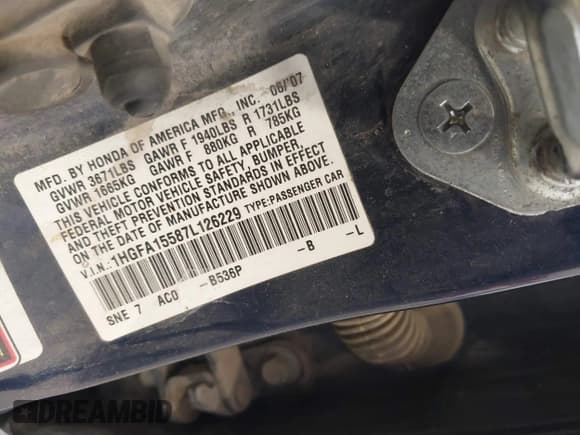 MFD. BY HONDA OF AMERICA MFG., INC. 06/'07
GVWR 3671LBS GAWR F 1940LBS R 1731LBS
GVWR 1665KG GAWR F 880KG R 785KG
THIS VEHICLE CONFORMS TO ALL APPLICABLE
FEDERAL MOTOR VEHICLE SAFETY, BUMPER,
AND THEFT PREVENTION STANDARDS IN EFFECT
ON THE DATE OF MANUFACTURE SHOWN ABOVE.
V.I.N.: 1HGFA15587L126229 TYPE:PASSENGER CAR
SNE 7 AC0 -B536P -B -L
DREAMBID